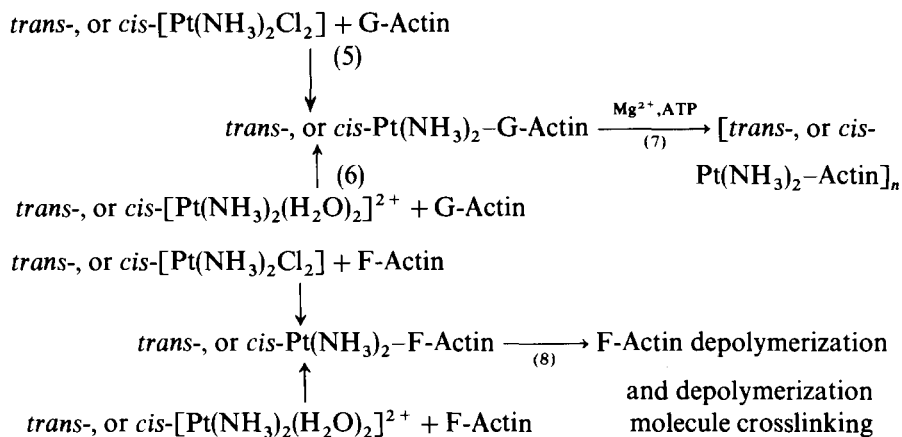 trans-, or cis-[Pt(NH₃)₂Cl₂] + G-Actin
(5)
trans-, or cis-Pt(NH₃)₂–G-Actin Mg²⁺,ATP (7) [trans-, or cis-
Pt(NH₃)₂–Actin]ₙ
(6)
trans-, or cis-[Pt(NH₃)₂(H₂O)₂]²⁺ + G-Actin
trans-, or cis-[Pt(NH₃)₂Cl₂] + F-Actin
trans-, or cis-Pt(NH₃)₂–F-Actin (8) F-Actin depolymerization
and depolymerization
trans-, or cis-[Pt(NH₃)₂(H₂O)₂]²⁺ + F-Actin molecule crosslinking